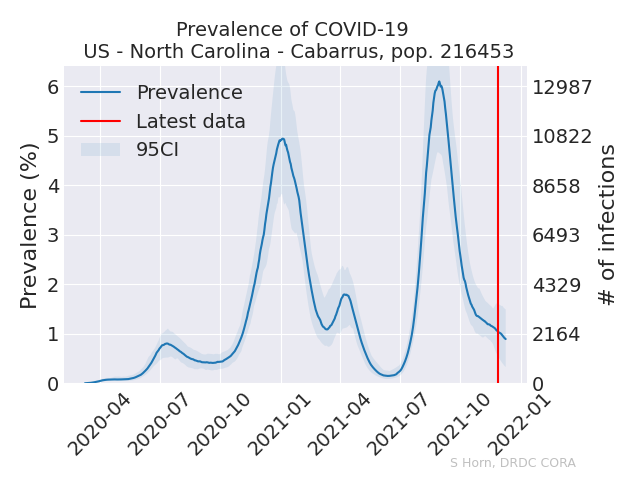 Prevalence of COVID-19
US - North Carolina - Cabarrus, pop. 216453
Prevalence
Latest data
95CI
Prevalence (%)
6
5
4
3
2
1
0
12987
10822
8658
6493
4329
2164
0
# of infections
2020-04
2020-07
2020-10
2021-01
2021-04
2021-07
2021-10
2022-01
S Horn, DRDC CORA